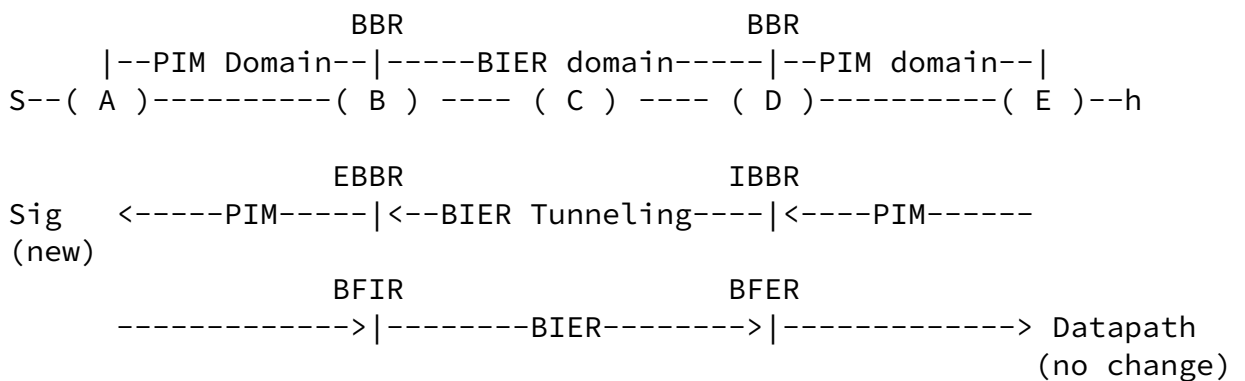 BBR BBR
|--PIM Domain--|-----BIER domain-----|--PIM domain--|
S--( A )----------( B ) ---- ( C ) ---- ( D )----------( E )--h
EBBR IBBR
Sig <-----PIM-----|<--BIER Tunneling----|<----PIM------
(new)
BFIR BFER
------------->|--------BIER-------->|-------------> Datapath
(no change)